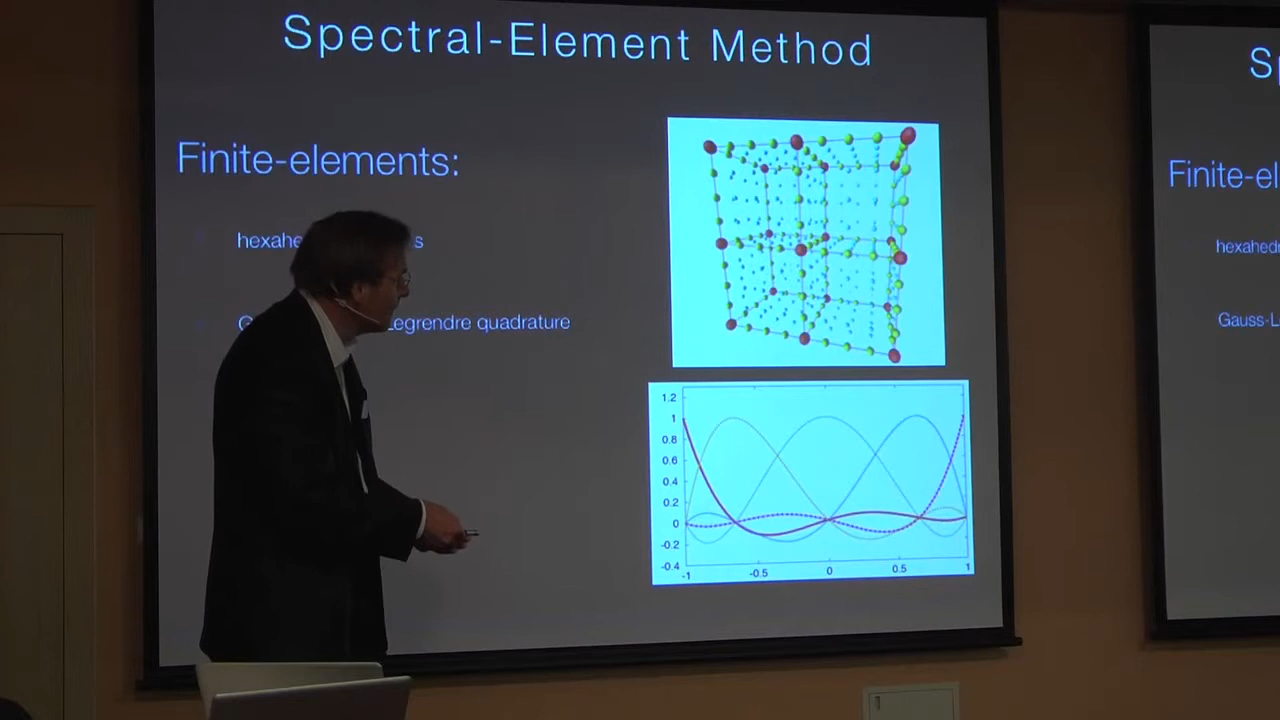 Spectral-Element Method
Finite-elements:
hexahe s
G Legrendre quadrature
1.2
1
0.8
0.6
0.4
0.2
0
-0.2
-0.4
-1 -0.5 0 0.5 1
Sp
Finite-el
hexahedr
Gauss-L